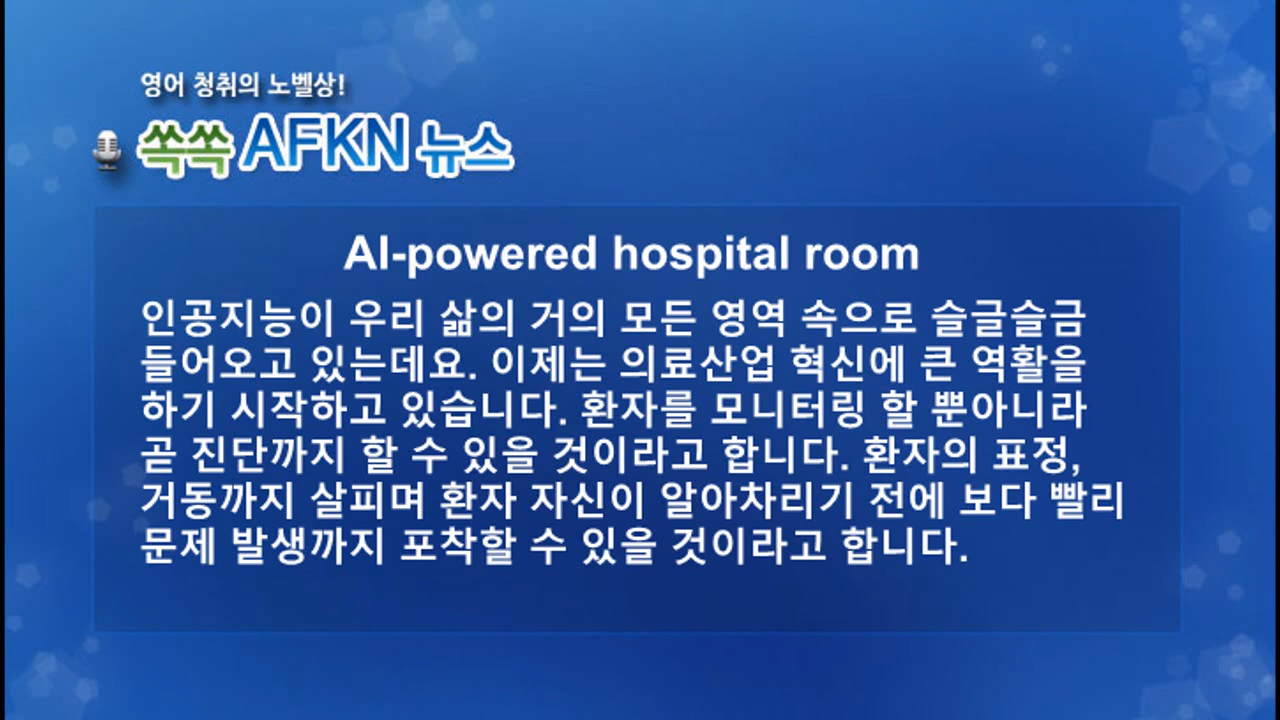 영어 청취의 노벨상!
쏙쏙 AFKN 뉴스
AI-powered hospital room
인공지능이 우리 삶의 거의 모든 영역 속으로 슬글슬금
들어오고 있는데요. 이제는 의료산업 혁신에 큰 역활을
하기 시작하고 있습니다. 환자를 모니터링 할 뿐아니라
곧 진단까지 할 수 있을 것이라고 합니다. 환자의 표정,
거동까지 살피며 환자 자신이 알아차리기 전에 보다 빨리
문제 발생까지 포착할 수 있을 것이라고 합니다.